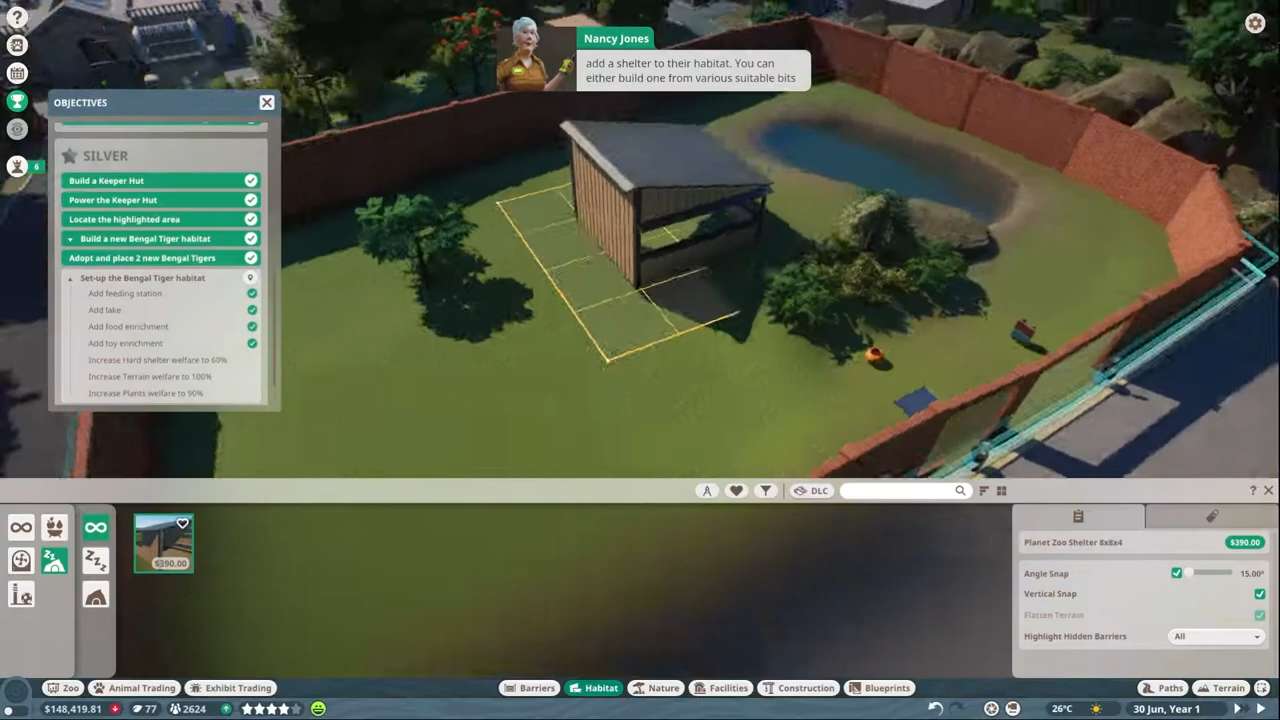 Nancy Jones
add a shelter to their habitat. You can
either build one from various suitable bits
OBJECTIVES
SILVER
Build a Keeper Hut
Power the Keeper Hut
Locate the highlighted area
Build a new Bengal Tiger habitat
Adopt and place 2 new Bengal Tigers
Set-up the Bengal Tiger habitat
Add feeding station
Add lake
Add food enrichment
Add toy enrichment
Increase Hard shelter welfare to 60%
Increase Terrain welfare to 100%
Increase Plants welfare to 90%
6
DLC
$390.00
Planet Zoo Shelter 8x8x4 $390.00
Angle Snap 15.00°
Vertical Snap
Flatten Terrain
Highlight Hidden Barriers All
Zoo Animal Trading Exhibit Trading Barriers Habitat Nature Facilities Construction Blueprints Paths Terrain
$148,419.81 77 2624 26°C 30 Jun, Year 1